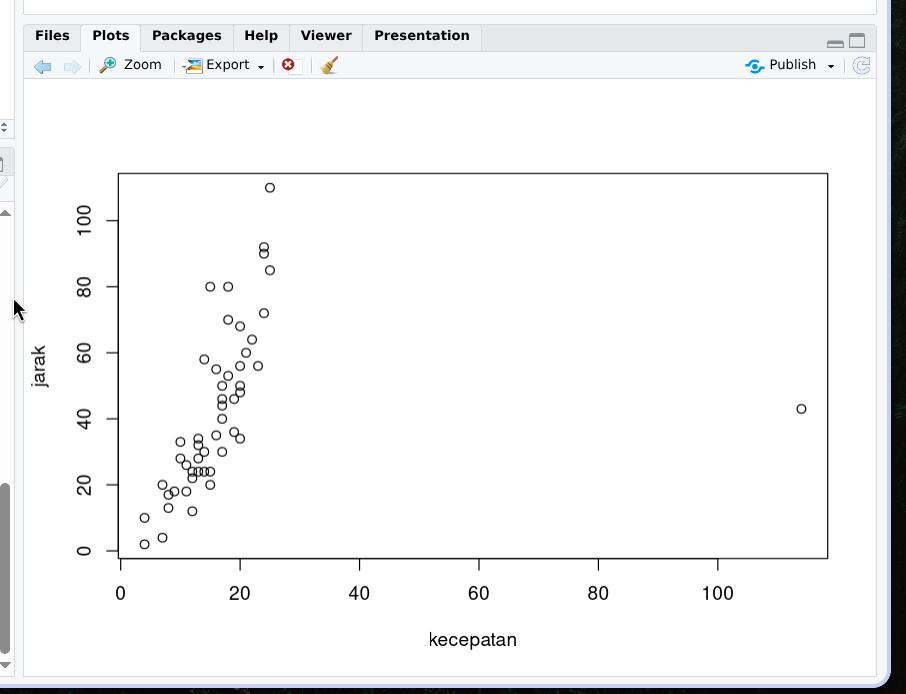 Files Plots Packages Help Viewer Presentation
Zoom Export Publish
jarak
100
80
60
40
20
0
0 20 40 60 80 100
kecepatan